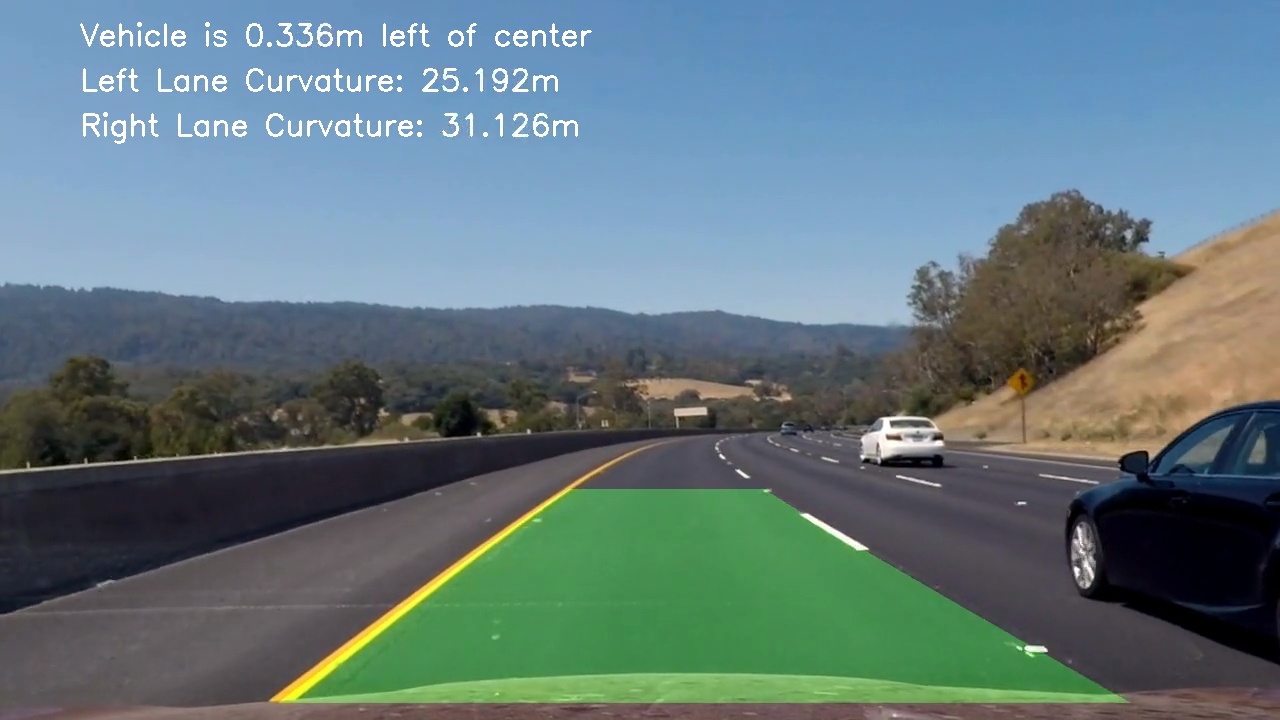 Vehicle is 0.336m left of center
Left Lane Curvature: 25.192m
Right Lane Curvature: 31.126m